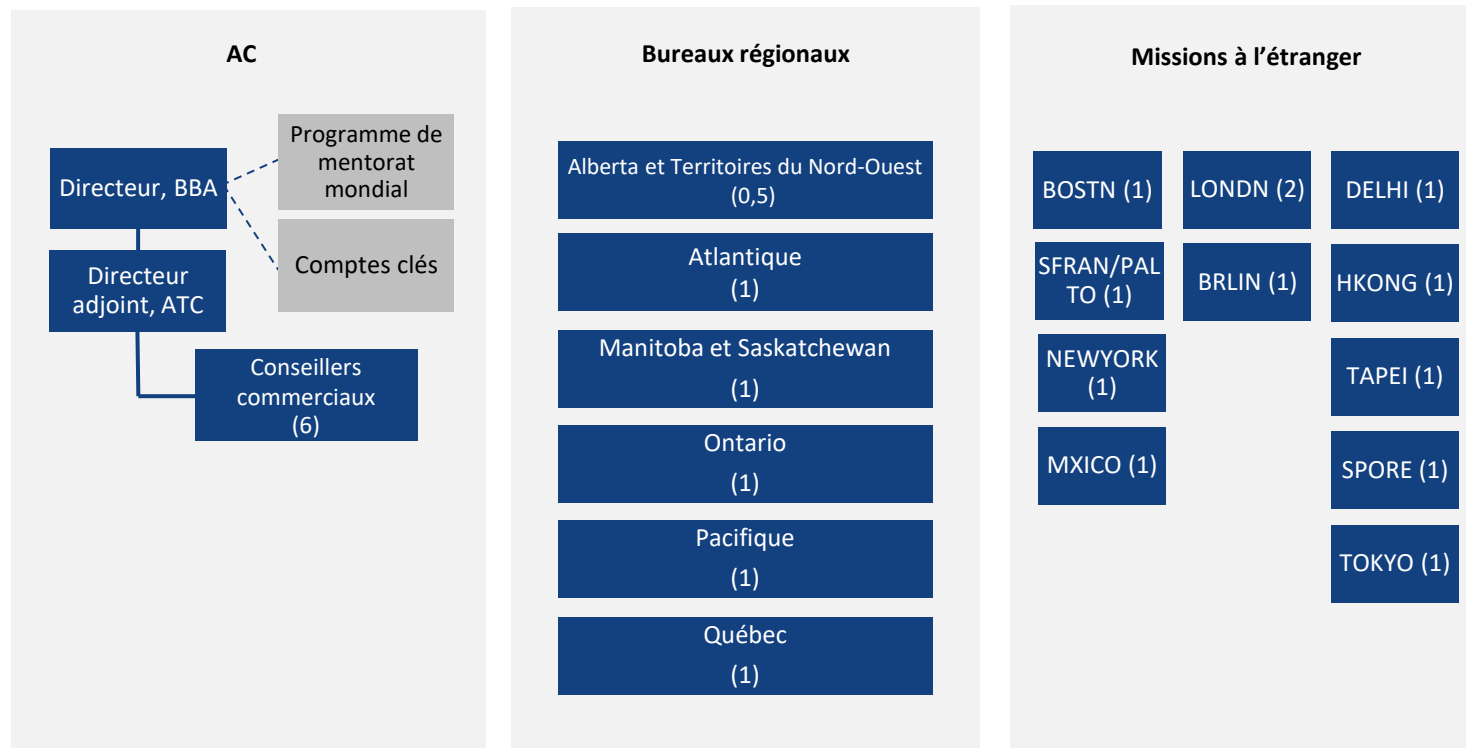 AC
Directeur, BBA
Programme de
mentorat
mondial
Comptes clés
Directeur
adjoint, ATC
Conseillers
commerciaux
(6)
Bureaux régionaux
Alberta et Territoires du Nord-Ouest
(0,5)
Atlantique
(1)
Manitoba et Saskatchewan
(1)
Ontario
(1)
Pacifique
(1)
Québec
(1)
Missions à l’étranger
BOSTN (1)
SFRAN/PAL
TO (1)
NEWYORK
(1)
MXICO (1)
LONDN (2)
BRLIN (1)
DELHI (1)
HKONG (1)
TAPEI (1)
SPORE (1)
TOKYO (1)